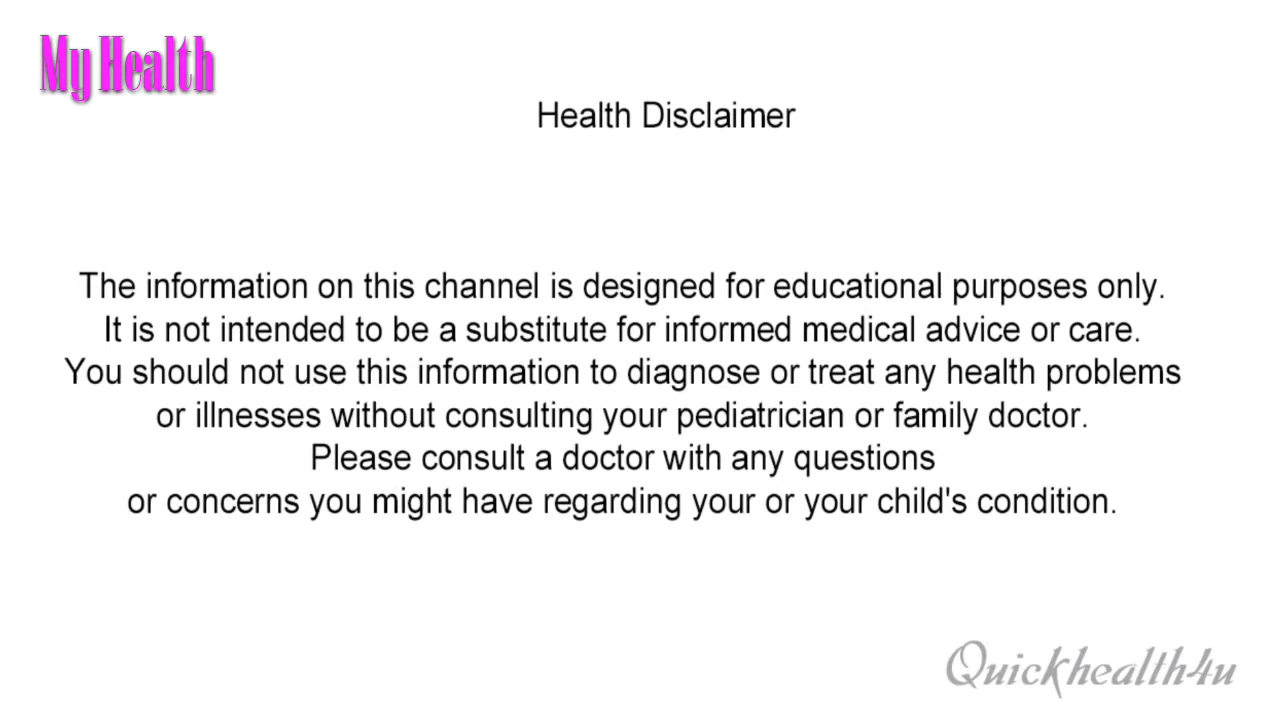 My Health
Health Disclaimer
The information on this channel is designed for educational purposes only.
It is not intended to be a substitute for informed medical advice or care.
You should not use this information to diagnose or treat any health problems
or illnesses without consulting your pediatrician or family doctor.
Please consult a doctor with any questions
or concerns you might have regarding your or your child's condition.
Quickhealth4u